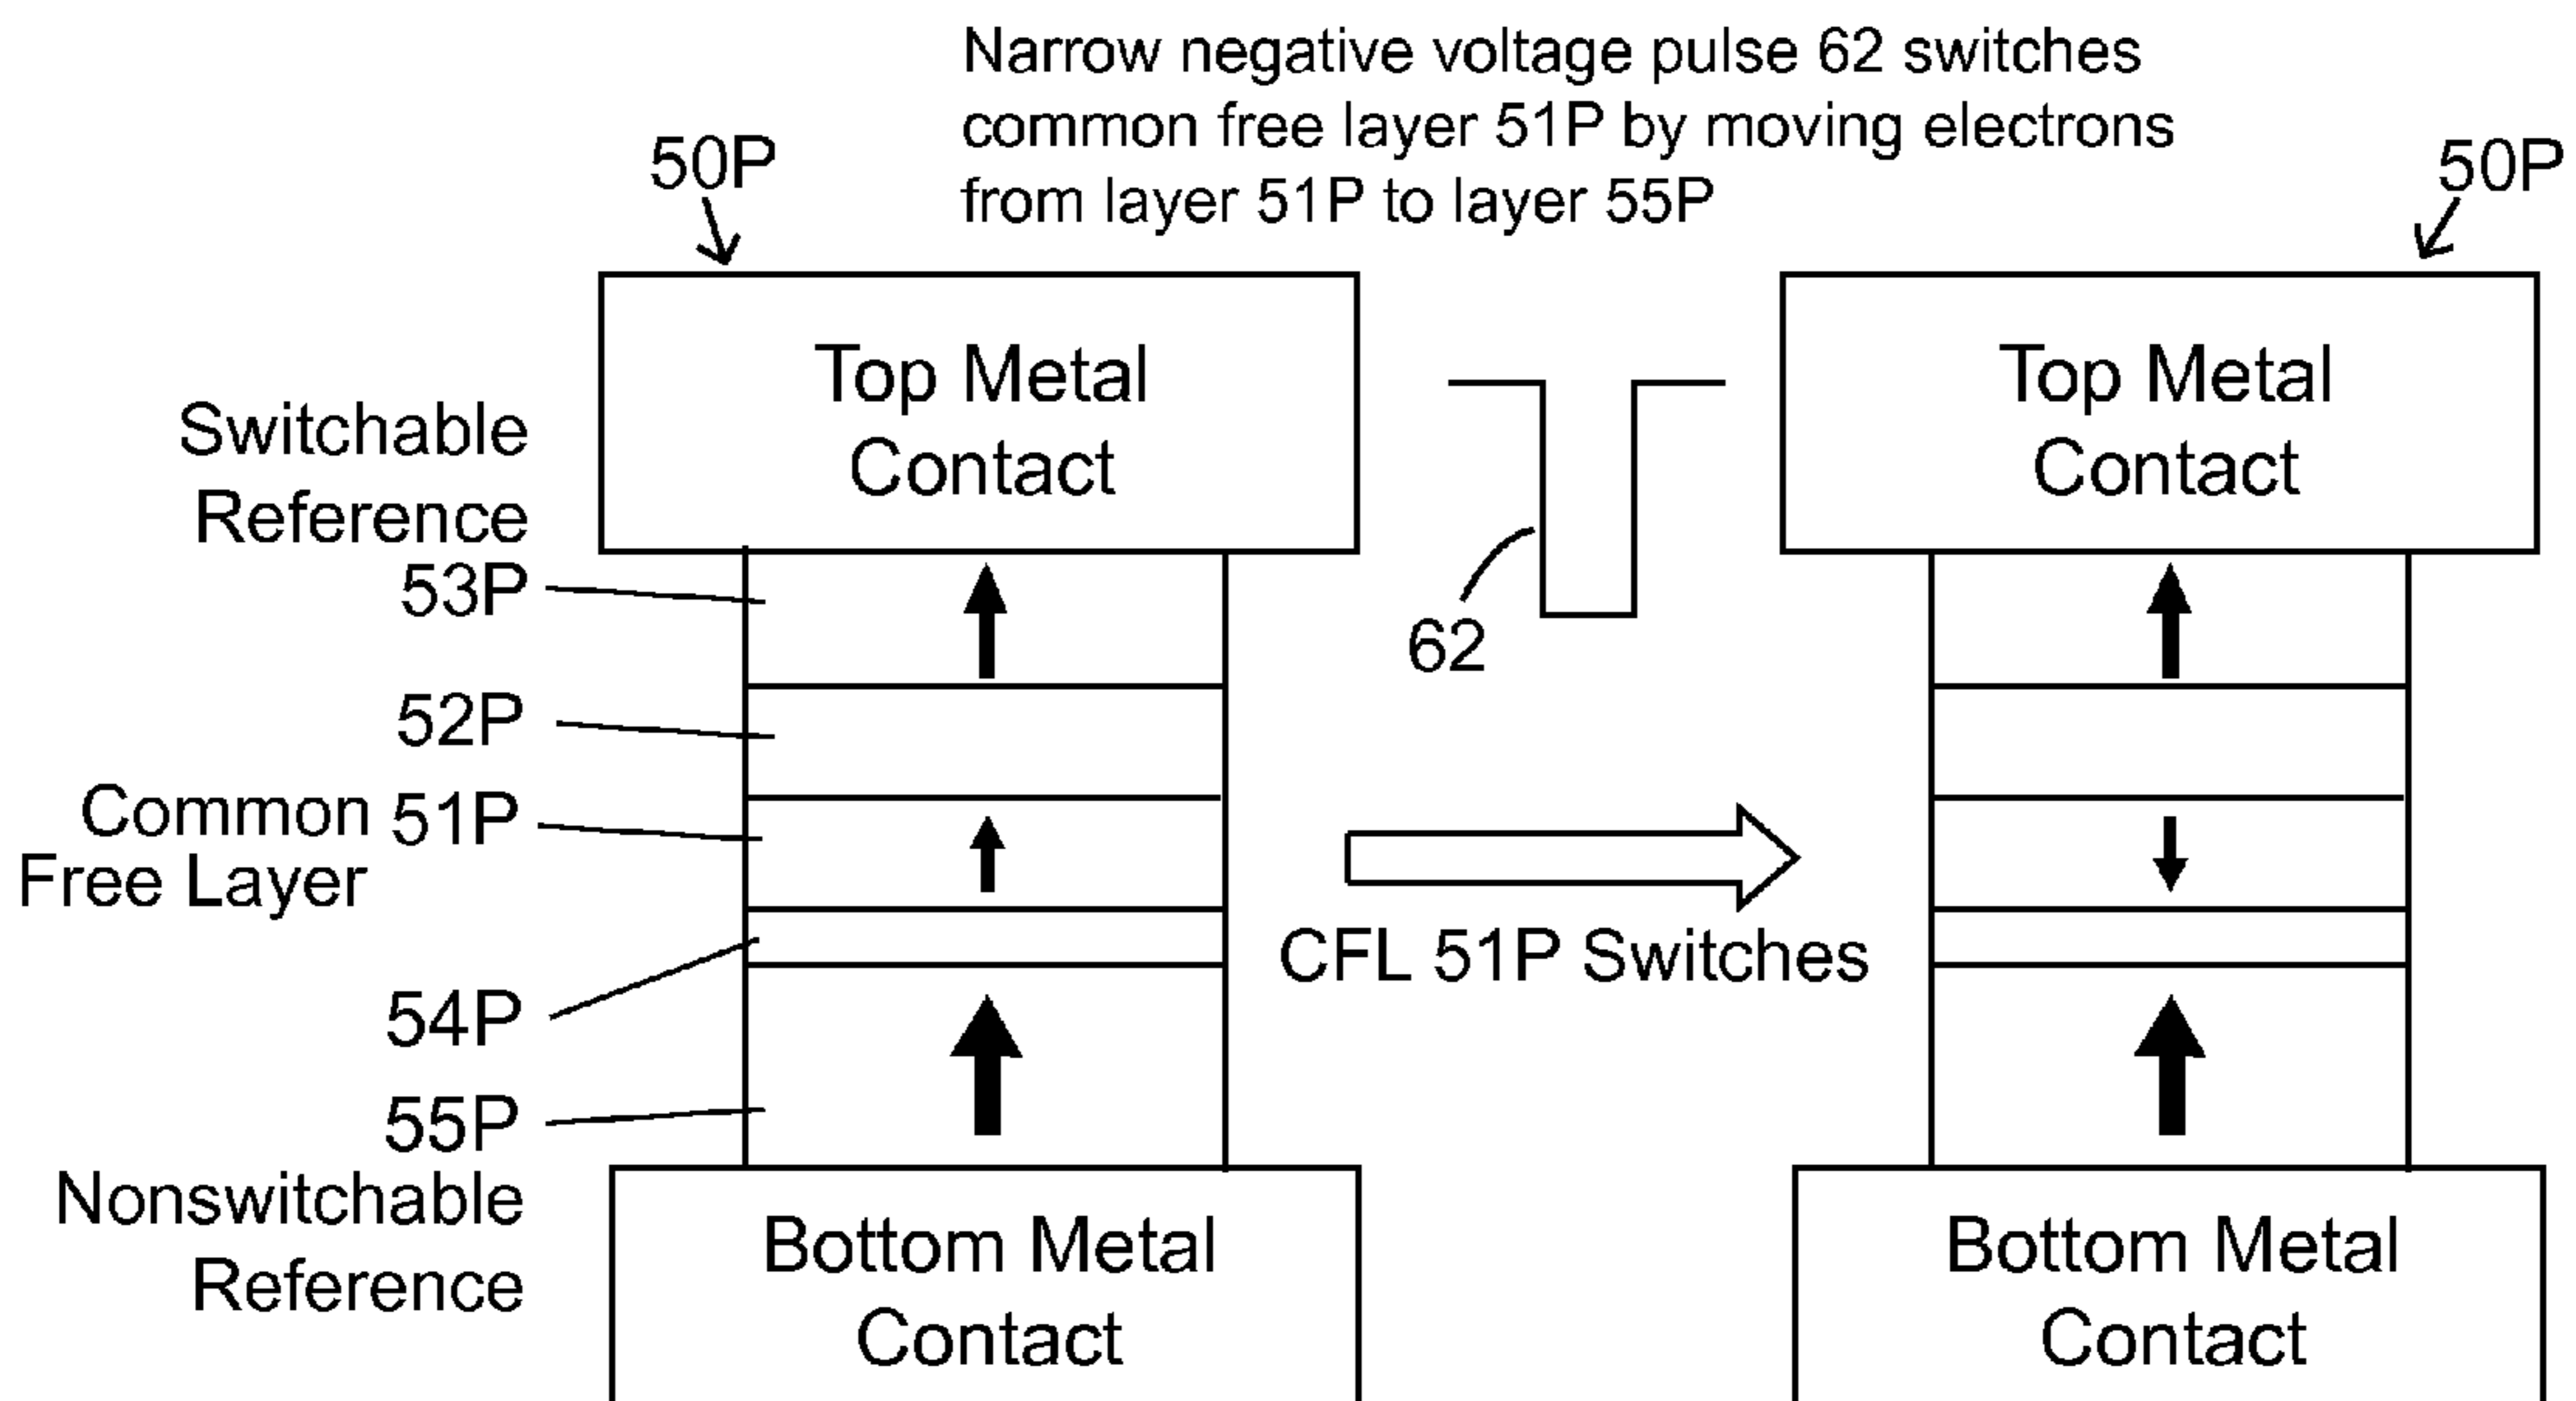 Narrow negative voltage pulse 62 switches
common free layer 51P by moving electrons
from layer 51P to layer 55P
50P
50P
Top Metal
Contact
Top Metal
Contact
Switchable
Reference
53P
62
52P
Common 51P
Free Layer
CFL 51P Switches
54P
55P
Nonswitchable
Reference
Bottom Metal
Contact
Bottom Metal
Contact